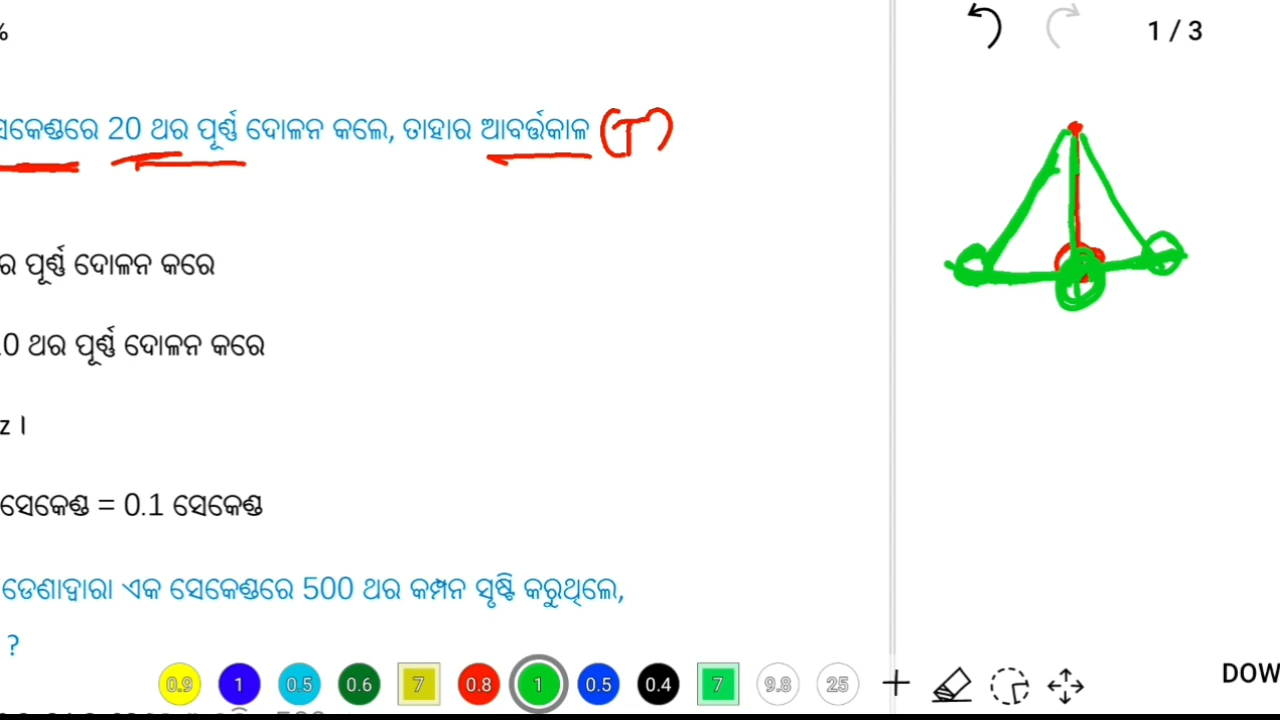 %
1 / 3
ସେକେଣ୍ଡରେ 20 ଥର ପୂର୍ଣ୍ଣ ଦୋଳନ କଲେ, ତାହାର ଆବର୍ତ୍ତକାଳ (T)
ର ପୂର୍ଣ୍ଣ ଦୋଳନ କରେ
10 ଥର ପୂର୍ଣ୍ଣ ଦୋଳନ କରେ
z ।
ସେକେଣ୍ଡ = 0.1 ସେକେଣ୍ଡ
ଡେଣାଦ୍ୱାରା ଏକ ସେକେଣ୍ଡରେ 500 ଥର କମ୍ପନ ସୃଷ୍ଟି କରୁଥିଲେ,
?
0.9 1 0.5 0.6 7 0.8 1 0.5 0.4 7 9.8 25
DOW